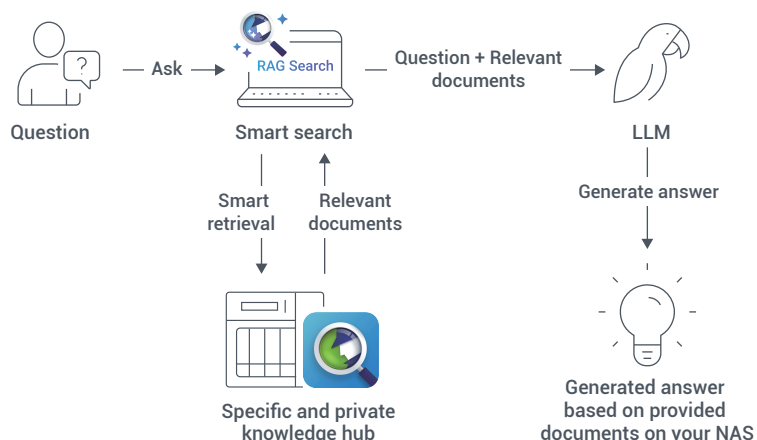 ?
RAG Search
Ask
Question + Relevant
documents
Question
Smart search
LLM
Smart
retrieval
Relevant
documents
Generate answer
Specific and private
knowledge hub
Generated answer
based on provided
documents on your NAS